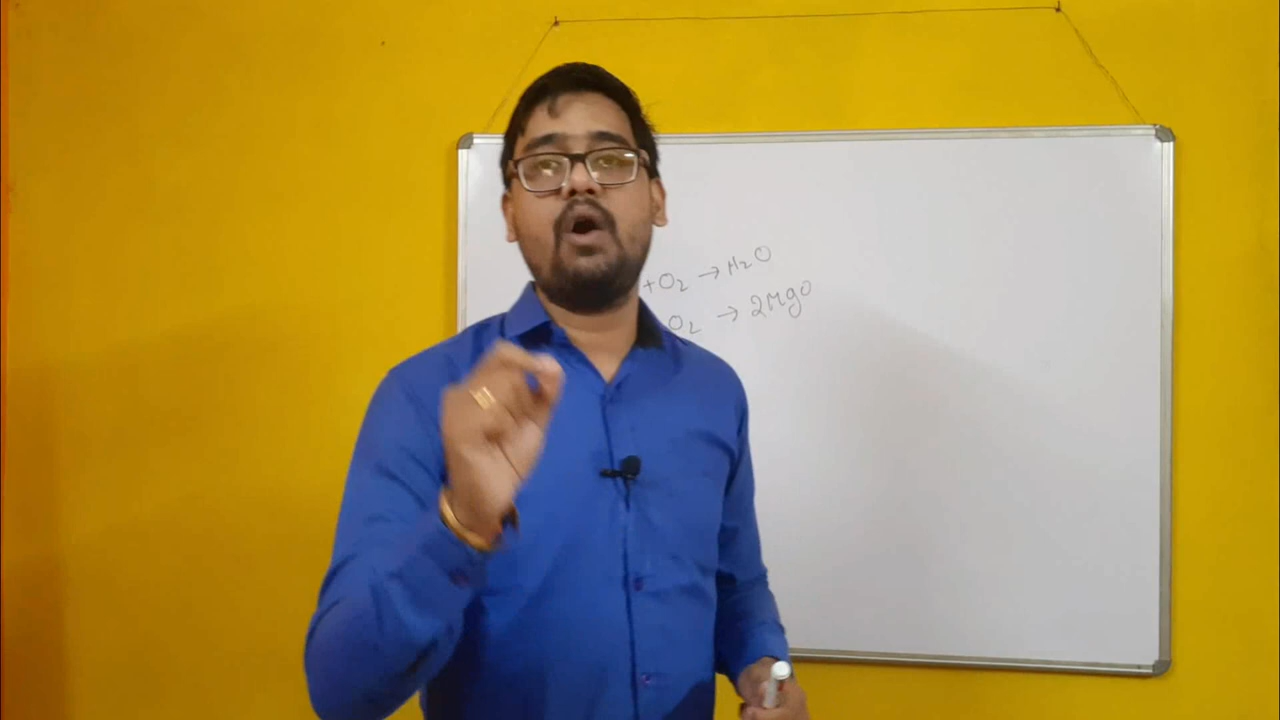 +O₂ → H₂O
O₂ → 2MgO